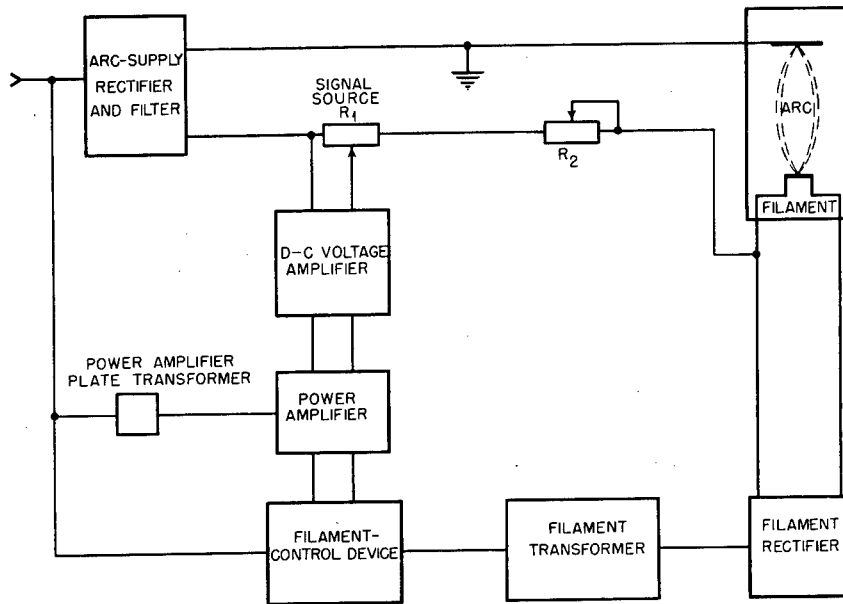 ARC-SUPPLY
RECTIFIER
AND FILTER
SIGNAL
SOURCE
R1
R2
ARC
FILAMENT
D-C VOLTAGE
AMPLIFIER
POWER AMPLIFIER
PLATE TRANSFORMER
POWER
AMPLIFIER
FILAMENT-
CONTROL DEVICE
FILAMENT
TRANSFORMER
FILAMENT
RECTIFIER